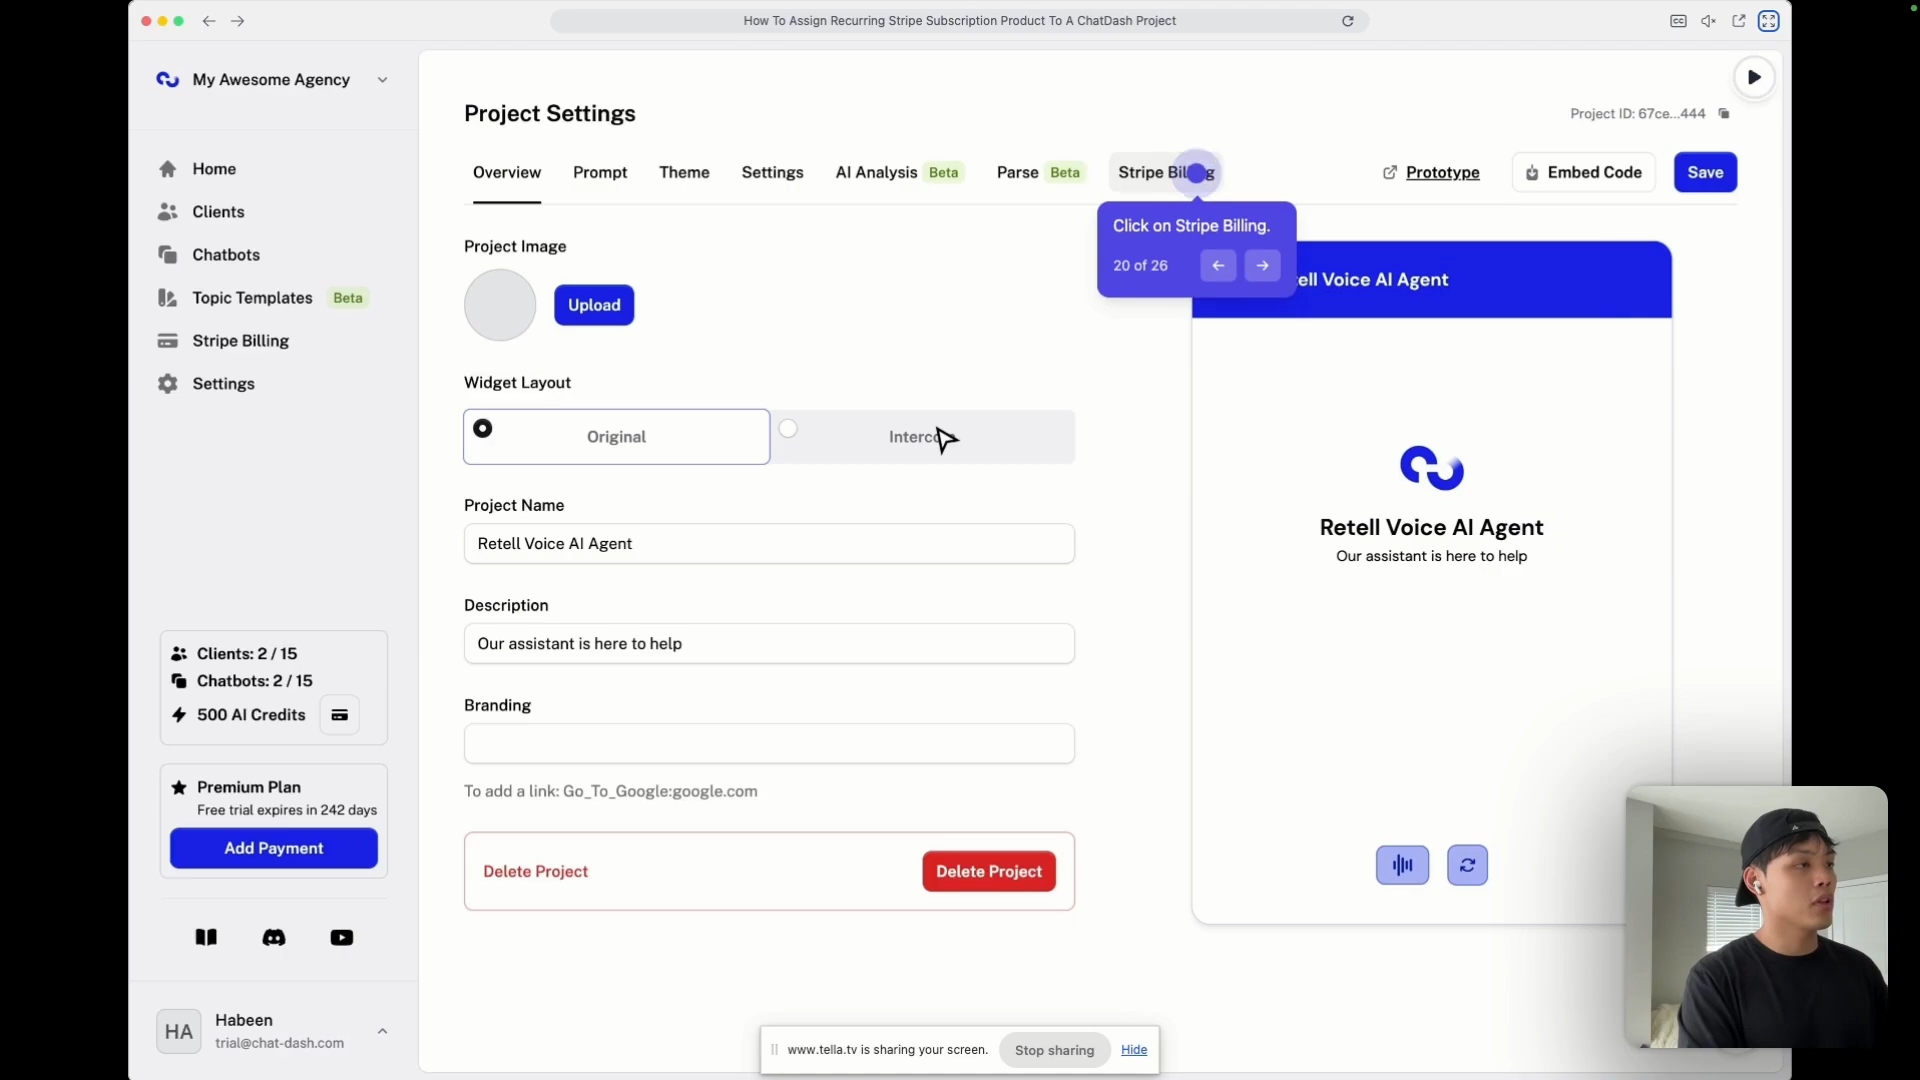 How To Assign Recurring Stripe Subscription Product To A ChatDash Project
CC
My Awesome Agency
Home
Clients
Chatbots
Topic Templates Beta
Stripe Billing
Settings
Clients: 2 / 15
Chatbots: 2 / 15
500 AI Credits
Premium Plan
Free trial expires in 242 days
Add Payment
HA
Habeen
trial@chat-dash.com
Project Settings
Project ID: 67ce...444
Overview Prompt Theme Settings AI Analysis Beta Parse Beta Stripe Billing Prototype Embed Code Save
Click on Stripe Billing.
20 of 26
Project Image
Upload
Widget Layout
Original
Project Name
Retell Voice AI Agent
Description
Our assistant is here to help
Branding
To add a link: Go_To_Google:google.com
Delete Project Delete Project
Voice AI Agent
Retell Voice AI Agent
Our assistant is here to help
www.tella.tv is sharing your screen. Stop sharing Hide